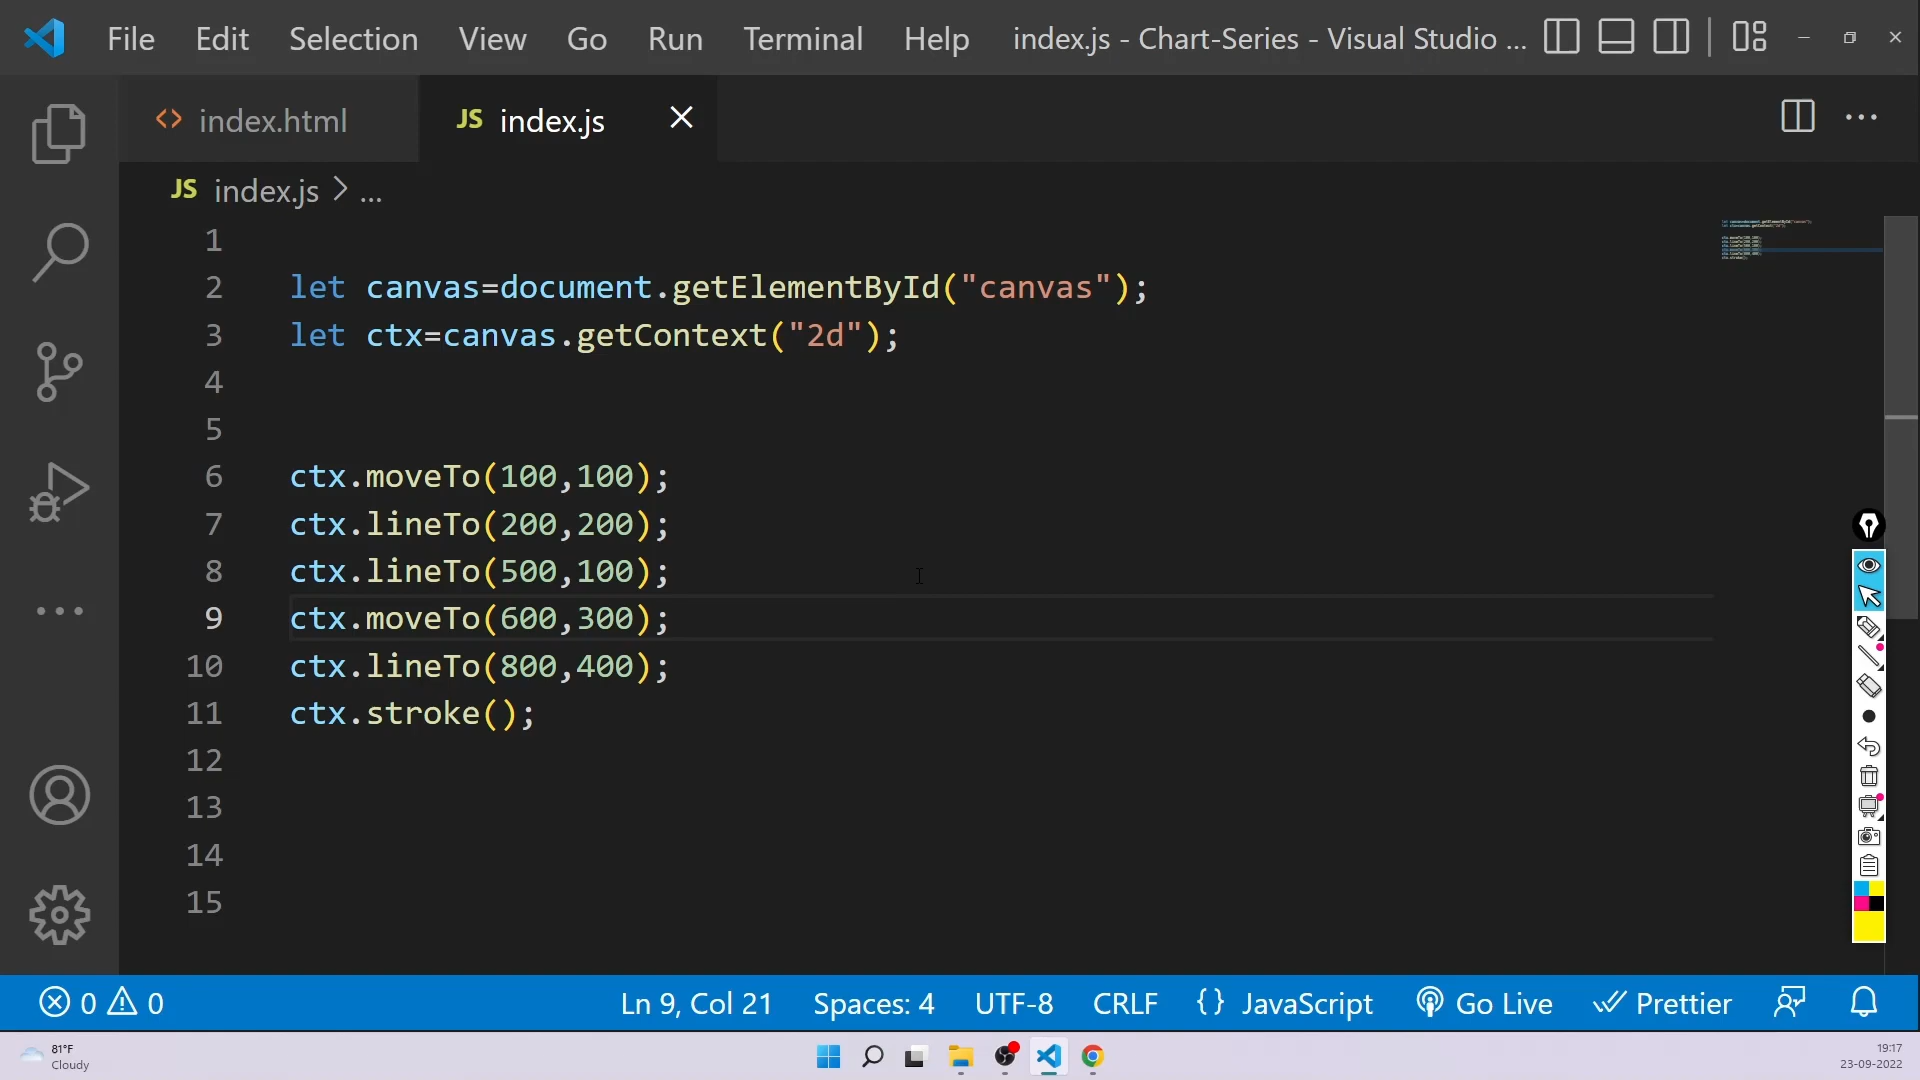 File Edit Selection View Go Run Terminal Help index.js - Chart-Series - Visual Studio ...
index.html JS index.js
JS index.js > ...
1
2 let canvas=document.getElementById("canvas");
3 let ctx=canvas.getContext("2d");
4
5
6 ctx.moveTo(100,100);
7 ctx.lineTo(200,200);
8 ctx.lineTo(500,100);
9 ctx.moveTo(600,300);
10 ctx.lineTo(800,400);
11 ctx.stroke();
12
13
14
15
0 0 Ln 9, Col 21 Spaces: 4 UTF-8 CRLF {} JavaScript Go Live Prettier
81°F
Cloudy
19:17
23-09-2022